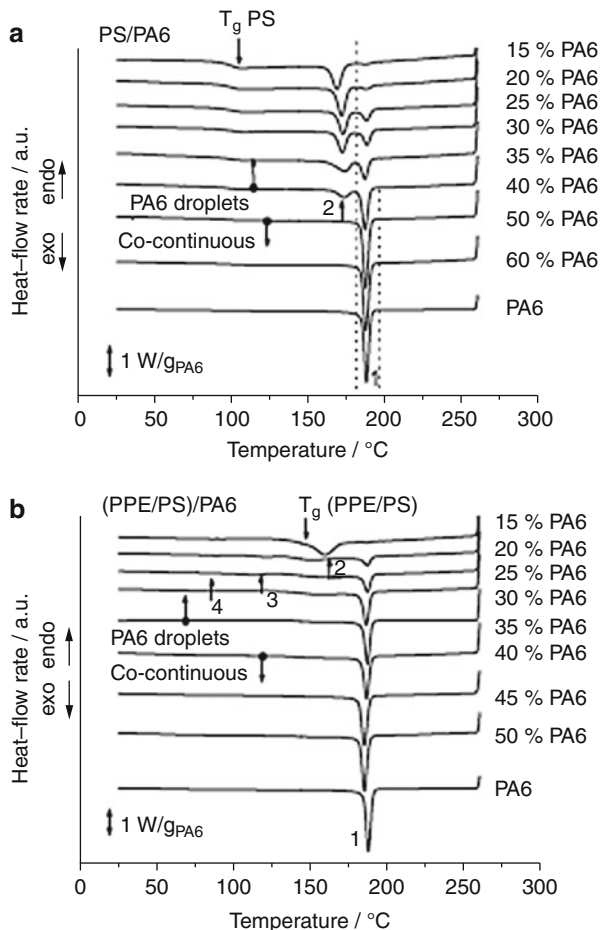 a
PS/PA6
Tg PS
15 % PA6
20 % PA6
25 % PA6
30 % PA6
35 % PA6
40 % PA6
50 % PA6
60 % PA6
PA6
PA6 droplets
2
Co-continuous
Heat–flow rate / a.u.
exo endo
1 W/gPA6
0 50 100 150 200 250 300
Temperature / °C
b
(PPE/PS)/PA6
Tg (PPE/PS)
15 % PA6
20 % PA6
25 % PA6
30 % PA6
35 % PA6
40 % PA6
45 % PA6
50 % PA6
PA6
2
3
4
PA6 droplets
Co-continuous
Heat–flow rate / a.u.
exo endo
1 W/gPA6
1
0 50 100 150 200 250 300
Temperature / °C